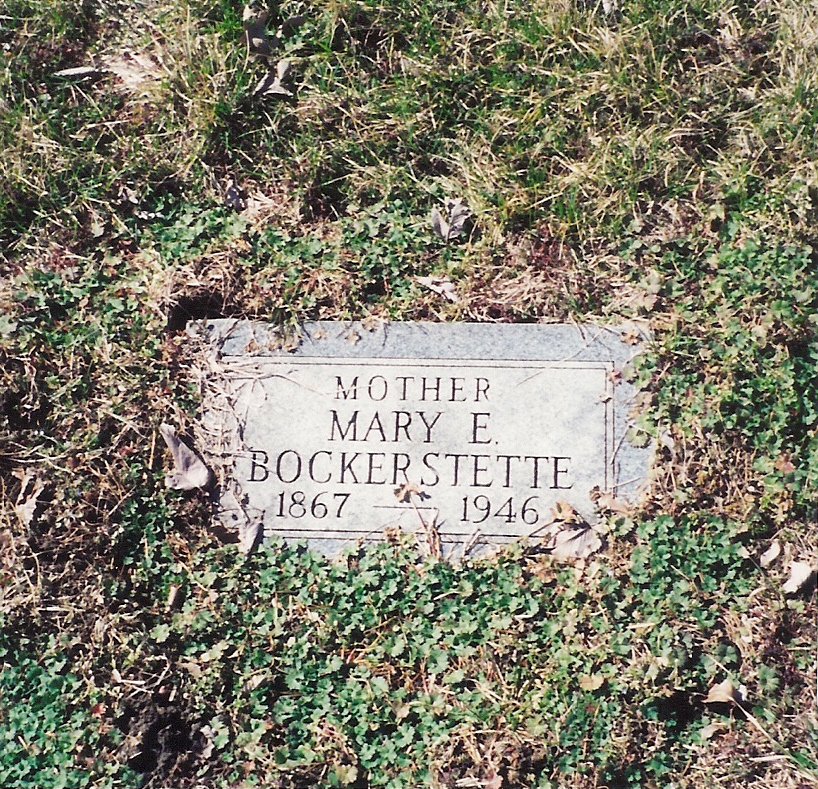 MOTHER
MARY E.
BOCKERSTETTE
1867 — 1946